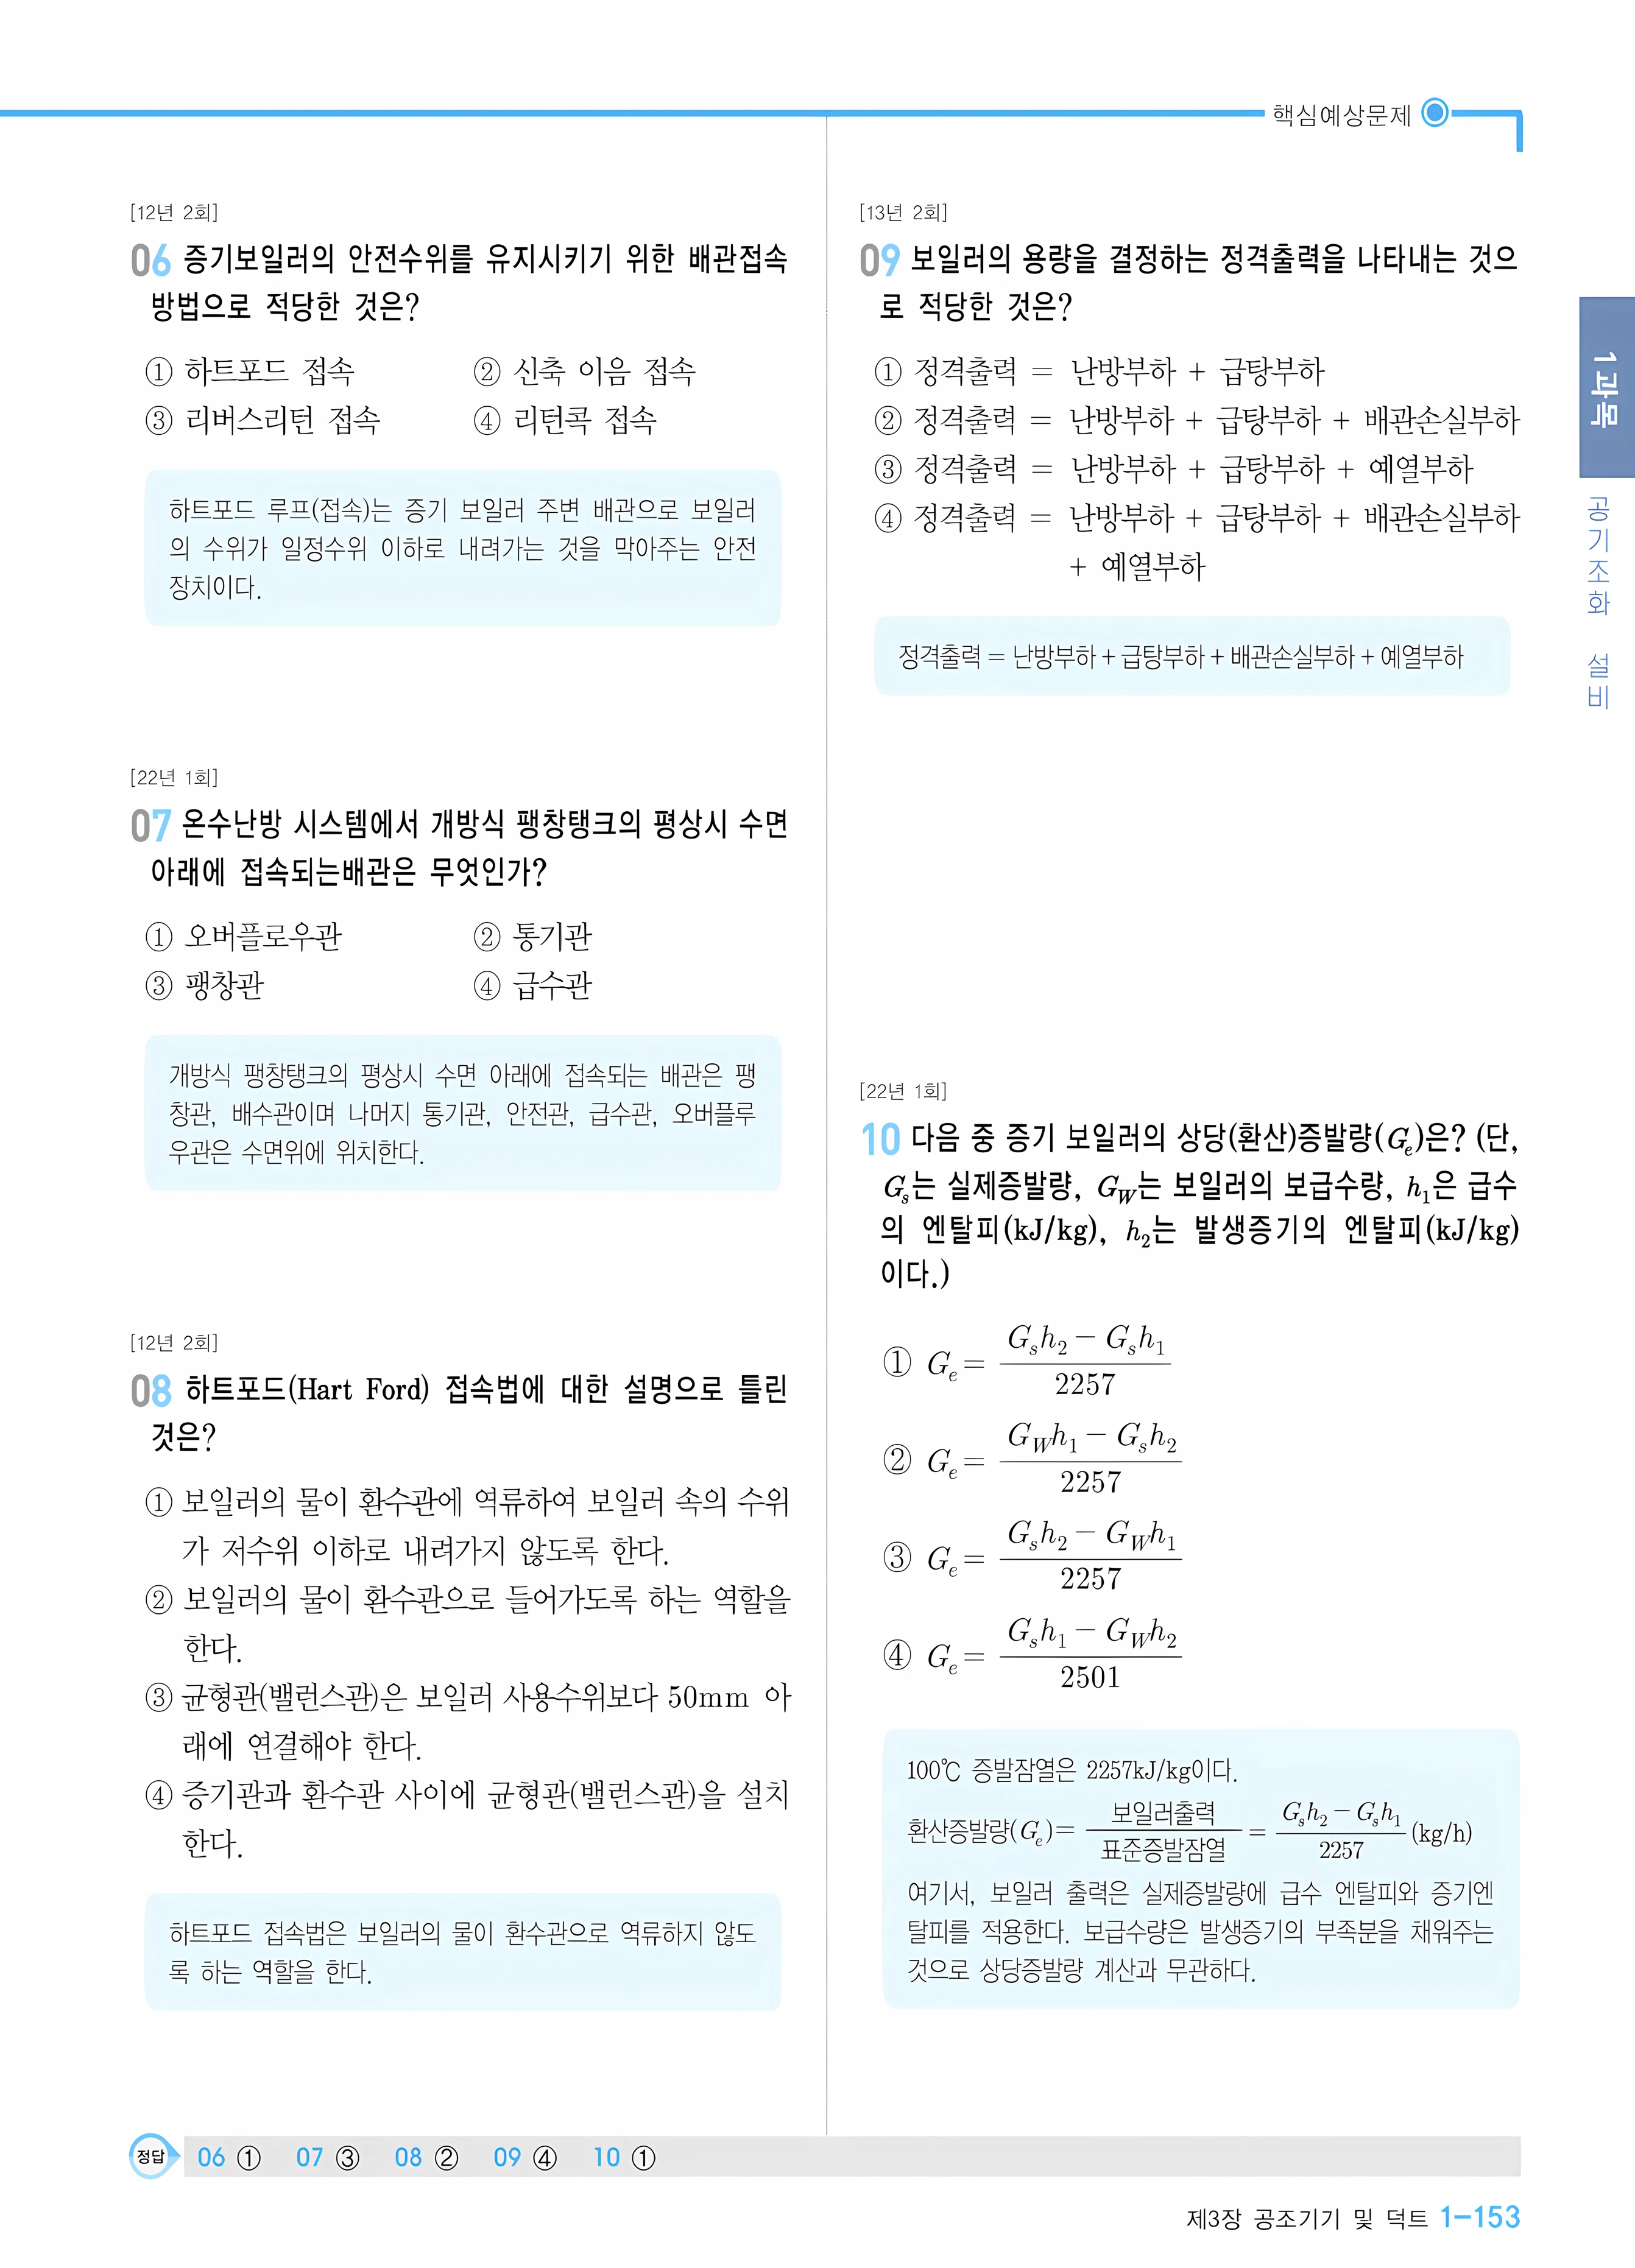 핵심예상문제
[12년 2회]
06 증기보일러의 안전수위를 유지시키기 위한 배관접속
방법으로 적당한 것은?
① 하트포드 접속 ② 신축 이음 접속
③ 리버스리턴 접속 ④ 리턴콕 접속
하트포드 루프(접속)는 증기 보일러 주변 배관으로 보일러
의 수위가 일정수위 이하로 내려가는 것을 막아주는 안전
장치이다.
[22년 1회]
07 온수난방 시스템에서 개방식 팽창탱크의 평상시 수면
아래에 접속되는배관은 무엇인가?
① 오버플로우관 ② 통기관
③ 팽창관 ④ 급수관
개방식 팽창탱크의 평상시 수면 아래에 접속되는 배관은 팽
창관, 배수관이며 나머지 통기관, 안전관, 급수관, 오버플루
우관은 수면위에 위치한다.
[12년 2회]
08 하트포드(Hart Ford) 접속법에 대한 설명으로 틀린
것은?
① 보일러의 물이 환수관에 역류하여 보일러 속의 수위
가 저수위 이하로 내려가지 않도록 한다.
② 보일러의 물이 환수관으로 들어가도록 하는 역할을
한다.
③ 균형관(밸런스관)은 보일러 사용수위보다 50mm 아
래에 연결해야 한다.
④ 증기관과 환수관 사이에 균형관(밸런스관)을 설치
한다.
하트포드 접속법은 보일러의 물이 환수관으로 역류하지 않도
록 하는 역할을 한다.
[13년 2회]
09 보일러의 용량을 결정하는 정격출력을 나타내는 것으
로 적당한 것은?
① 정격출력 = 난방부하 + 급탕부하
② 정격출력 = 난방부하 + 급탕부하 + 배관손실부하
③ 정격출력 = 난방부하 + 급탕부하 + 예열부하
④ 정격출력 = 난방부하 + 급탕부하 + 배관손실부하
+ 예열부하
정격출력 = 난방부하 + 급탕부하 + 배관손실부하 + 예열부하
[22년 1회]
10 다음 중 증기 보일러의 상당(환산)증발량(G_e)은? (단,
G_s는 실제증발량, G_W는 보일러의 보급수량, h_1은 급수
의 엔탈피(kJ/kg), h_2는 발생증기의 엔탈피(kJ/kg)
이다.)
① G_e = (G_s h_2 − G_s h_1) / 2257
② G_e = (G_W h_1 − G_s h_2) / 2257
③ G_e = (G_s h_2 − G_W h_1) / 2257
④ G_e = (G_s h_1 − G_W h_2) / 2501
100℃ 증발잠열은 2257kJ/kg이다.
환산증발량(G_e) = 보일러출력 / 표준증발잠열 = (G_s h_2 − G_s h_1) / 2257 (kg/h)
여기서, 보일러 출력은 실제증발량에 급수 엔탈피와 증기엔
탈피를 적용한다. 보급수량은 발생증기의 부족분을 채워주는
것으로 상당증발량 계산과 무관하다.
1과목
공기조화 설비
정답 06 ① 07 ③ 08 ② 09 ④ 10 ①
제3장 공조기기 및 덕트 1-153